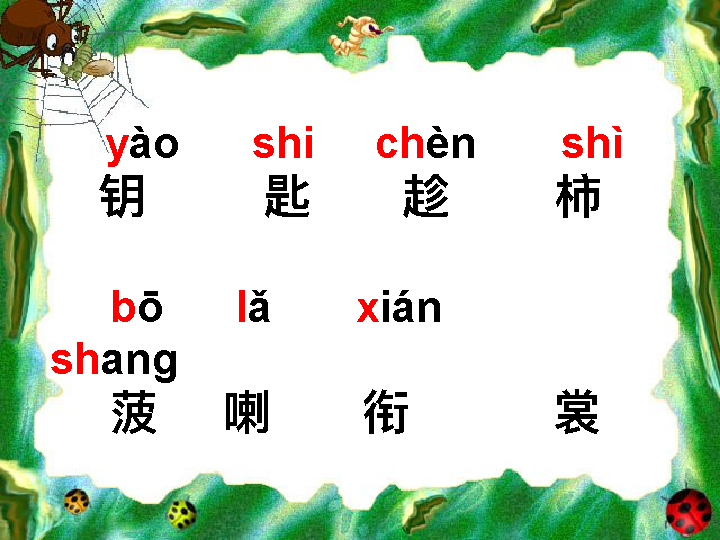 yào shi chèn shì
钥 匙 趁 柿
bō lǎ xián
shang
菠 喇 衔 裳